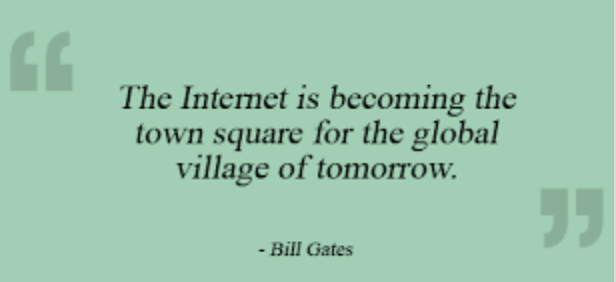 The Internet is becoming the
town square for the global
village of tomorrow.
- Bill Gates